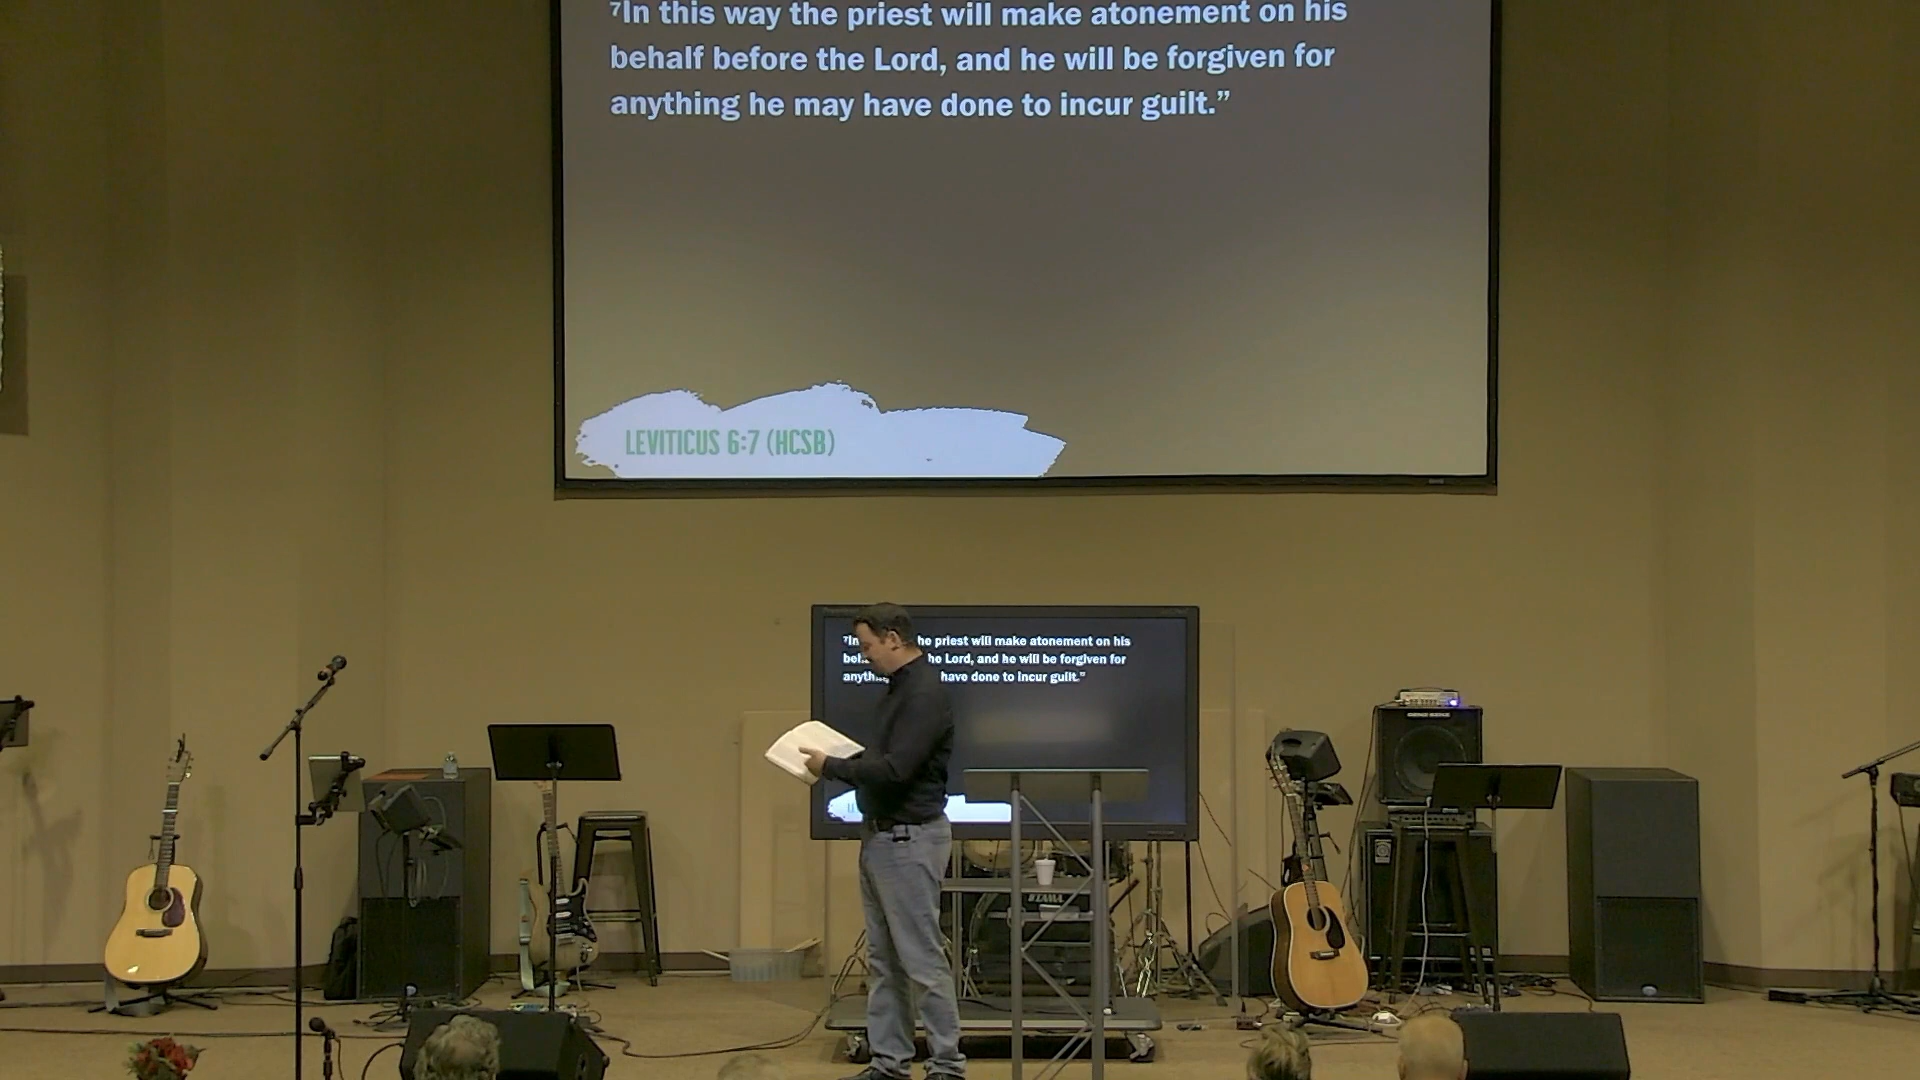 ⁷In this way the priest will make atonement on his
behalf before the Lord, and he will be forgiven for
anything he may have done to incur guilt.”
LEVITICUS 6:7 (HCSB)
⁷In he priest will make atonement on his
he Lord, and he will be forgiven for
have done to incur guilt.”
TAMA